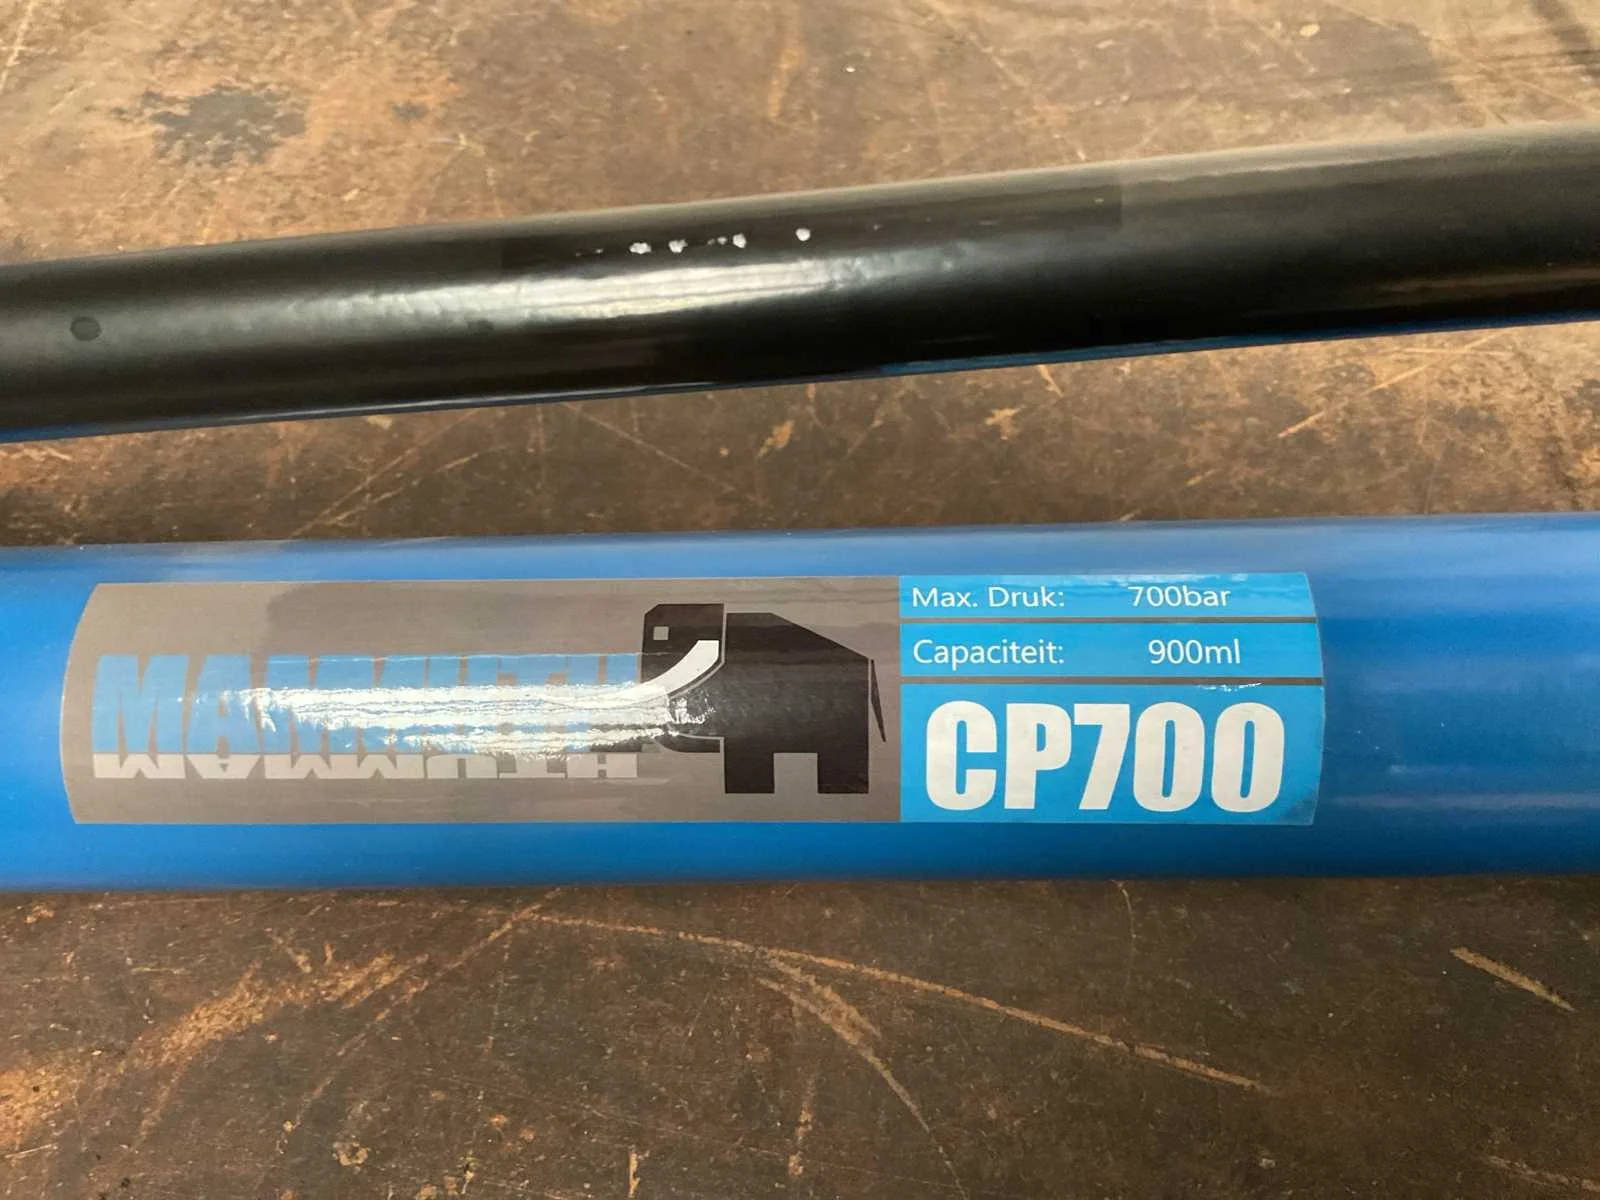 MAMMUTH
Max. Druk: 700bar
Capaciteit: 900ml
CP700